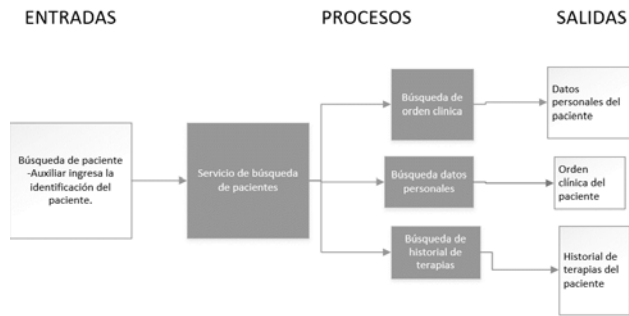 ENTRADAS
PROCESOS
SALIDAS
Búsqueda de paciente
-Auxiliar ingresa la
identificación del
paciente.
Servicio de búsqueda
de pacientes
Búsqueda de
orden clínica
Búsqueda datos
personales
Búsqueda de
historial de
terapias
Datos
personales del
paciente
Orden
clínica del
paciente
Historial de
terapias del
paciente